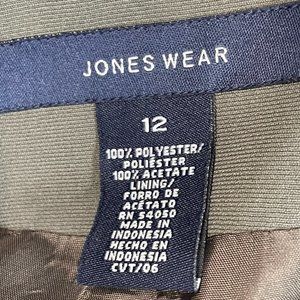 JONES WEAR
12
100% POLYESTER/
POLIÉSTER
100% ACETATE
LINING/
FORRO DE
ACÉTATO
RN 54050
MADE IN
INDONESIA
HECHO EN
INDONESIA
CVT/06